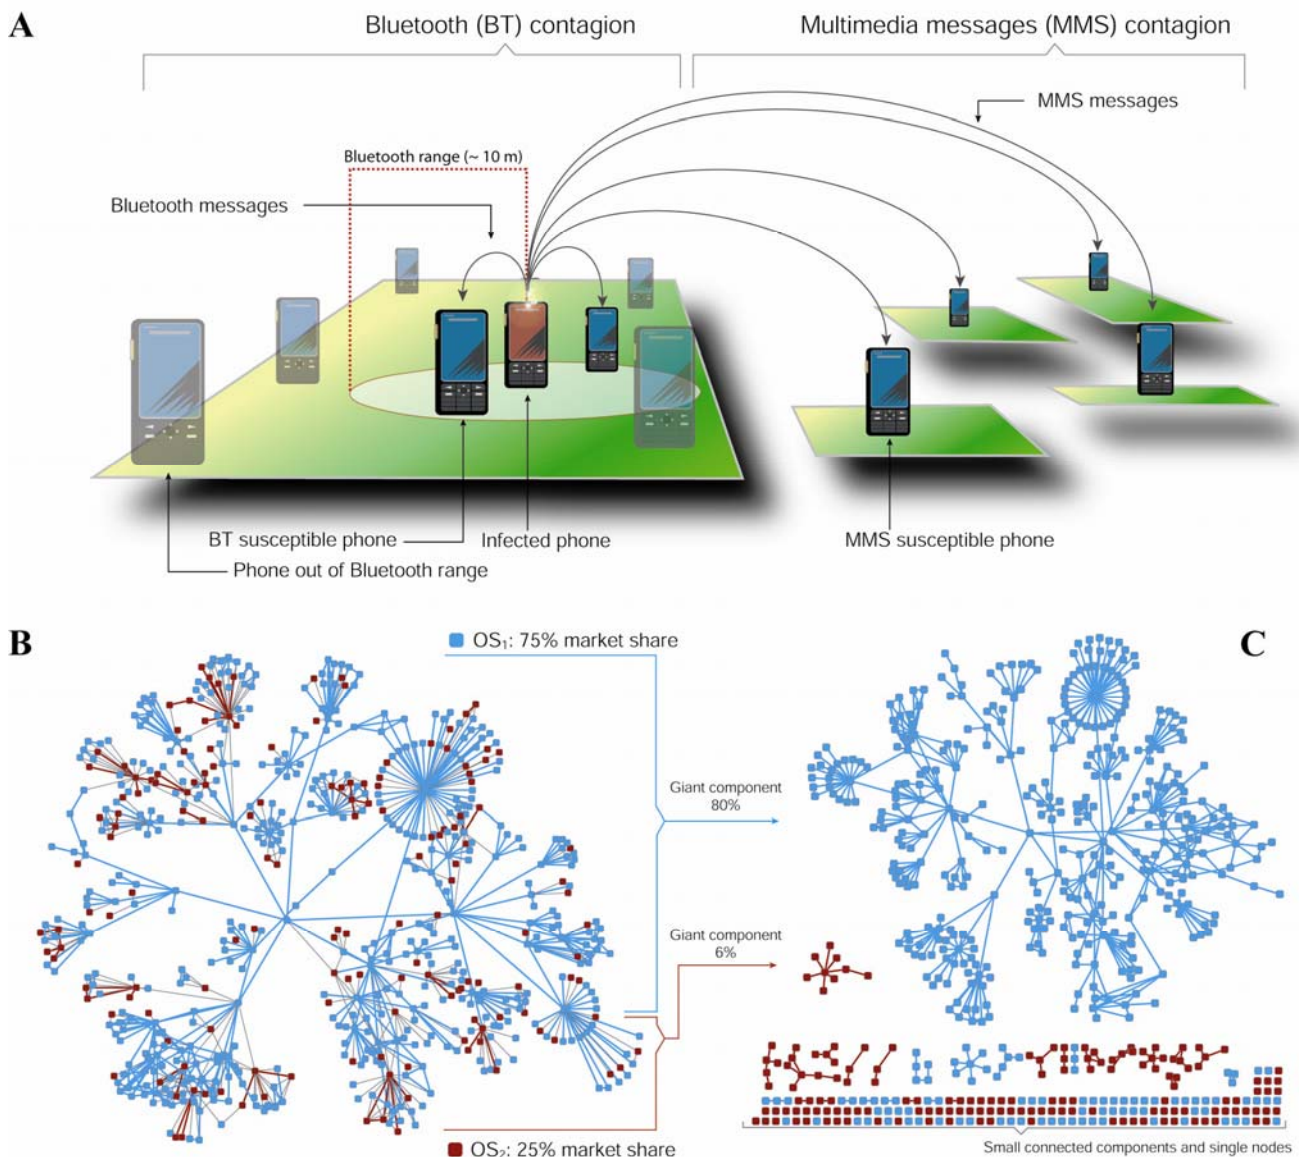 A
Bluetooth (BT) contagion
Multimedia messages (MMS) contagion
MMS messages
Bluetooth range (~ 10 m)
Bluetooth messages
BT susceptible phone
Infected phone
MMS susceptible phone
Phone out of Bluetooth range
B
OS₁: 75% market share
C
Giant component
80%
Giant component
6%
OS₂: 25% market share
Small connected components and single nodes